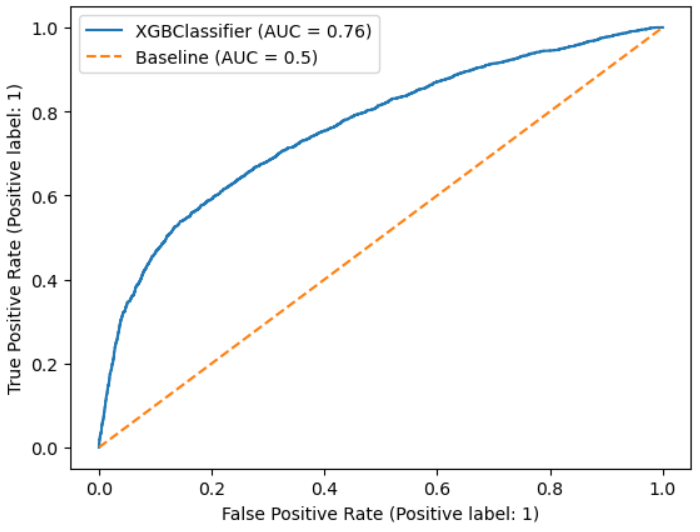 XGBClassifier (AUC = 0.76)
Baseline (AUC = 0.5)
True Positive Rate (Positive label: 1)
1.0
0.8
0.6
0.4
0.2
0.0
0.0 0.2 0.4 0.6 0.8 1.0
False Positive Rate (Positive label: 1)